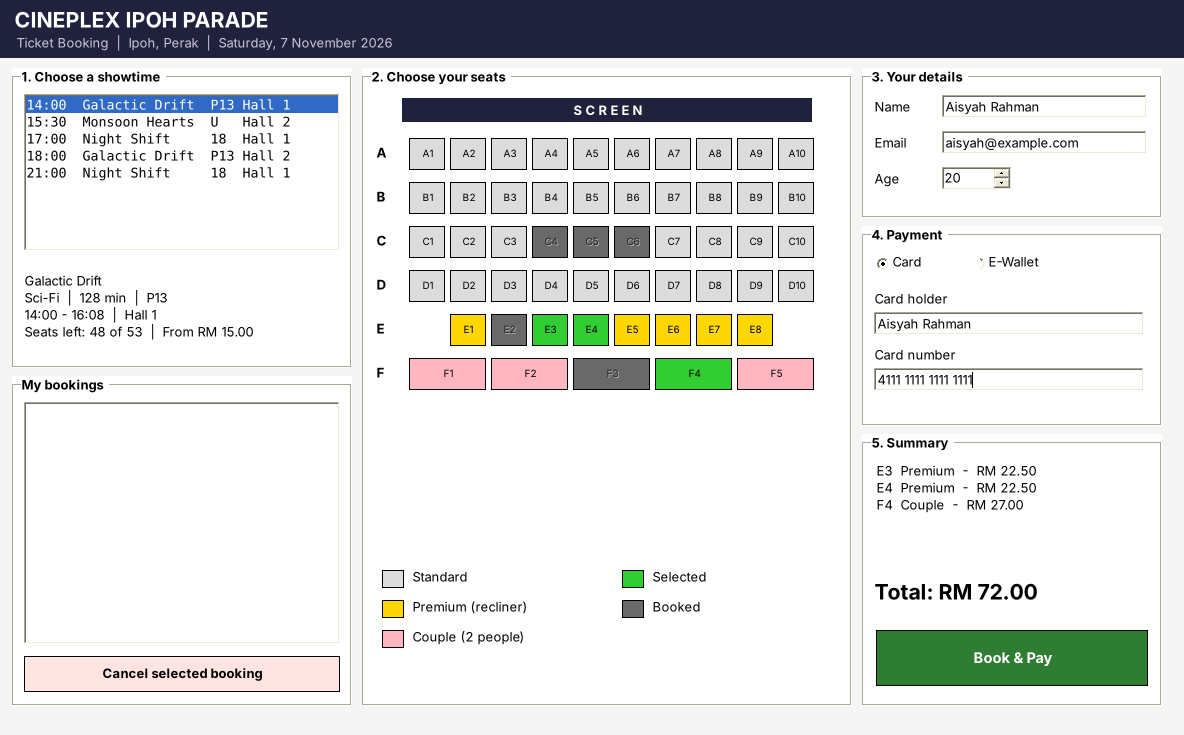 CINEPLEX IPOH PARADE
Ticket Booking | Ipoh, Perak | Saturday, 7 November 2026
1. Choose a showtime
14:00 Galactic Drift P13 Hall 1
15:30 Monsoon Hearts U Hall 2
17:00 Night Shift 18 Hall 1
18:00 Galactic Drift P13 Hall 2
21:00 Night Shift 18 Hall 1
Galactic Drift
Sci-Fi | 128 min | P13
14:00 - 16:08 | Hall 1
Seats left: 48 of 53 | From RM 15.00
My bookings
Cancel selected booking
2. Choose your seats
SCREEN
A A1 A2 A3 A4 A5 A6 A7 A8 A9 A10
B B1 B2 B3 B4 B5 B6 B7 B8 B9 B10
C C1 C2 C3 C4 C5 C6 C7 C8 C9 C10
D D1 D2 D3 D4 D5 D6 D7 D8 D9 D10
E E1 E2 E3 E4 E5 E6 E7 E8
F F1 F2 F3 F4 F5
Standard
Selected
Premium (recliner)
Booked
Couple (2 people)
3. Your details
Name Aisyah Rahman
Email aisyah@example.com
Age 20
4. Payment
Card E-Wallet
Card holder
Aisyah Rahman
Card number
4111 1111 1111 1111
5. Summary
E3 Premium - RM 22.50
E4 Premium - RM 22.50
F4 Couple - RM 27.00
Total: RM 72.00
Book & Pay